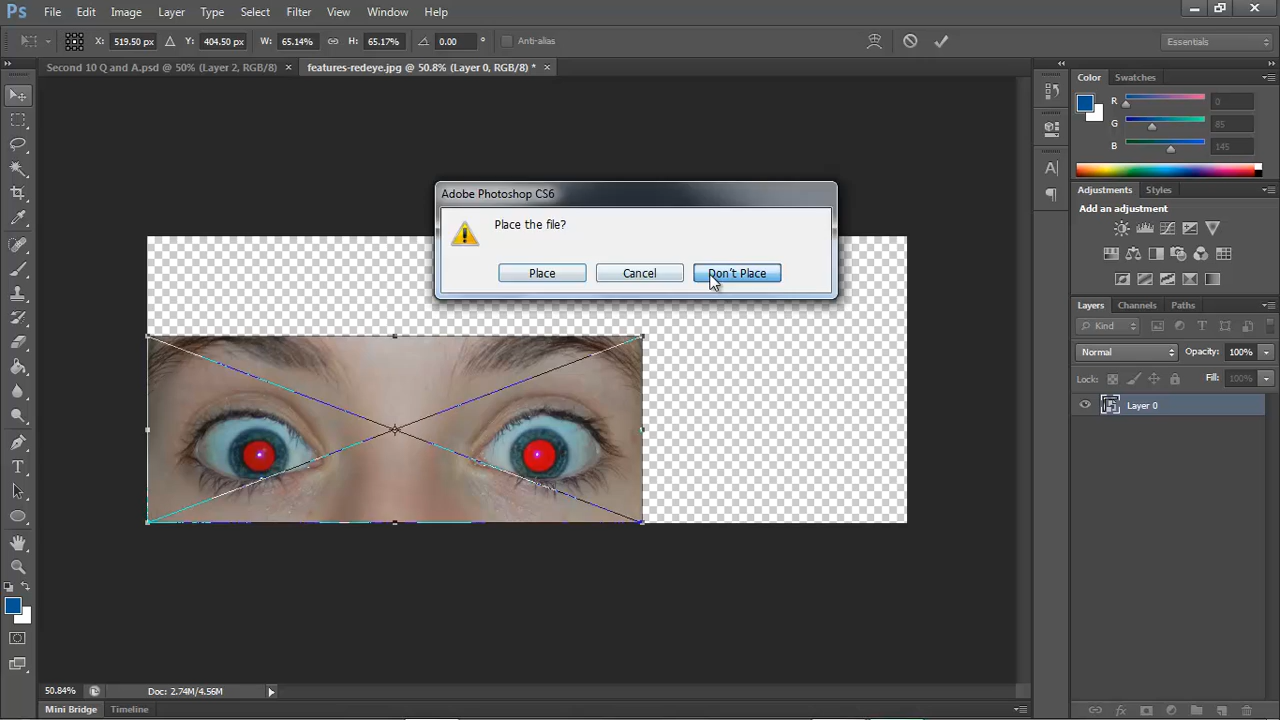 Ps File Edit Image Layer Type Select Filter View Window Help
X: 519.50 px Y: 404.50 px W: 65.14% H: 65.17% 0.00 ° Anti-alias Essentials
Second 10 Q and A.psd @ 50% (Layer 2, RGB/8) × features-redeye.jpg @ 50.8% (Layer 0, RGB/8) * ×
Color Swatches
R 0
G 85
B 145
Adobe Photoshop CS6
Place the file?
Place Cancel Don't Place
Adjustments Styles
Add an adjustment
Layers Channels Paths
Kind
Normal Opacity: 100%
Lock: Fill: 100%
Layer 0
50.84% Doc: 2.74M/4.56M
Mini Bridge Timeline